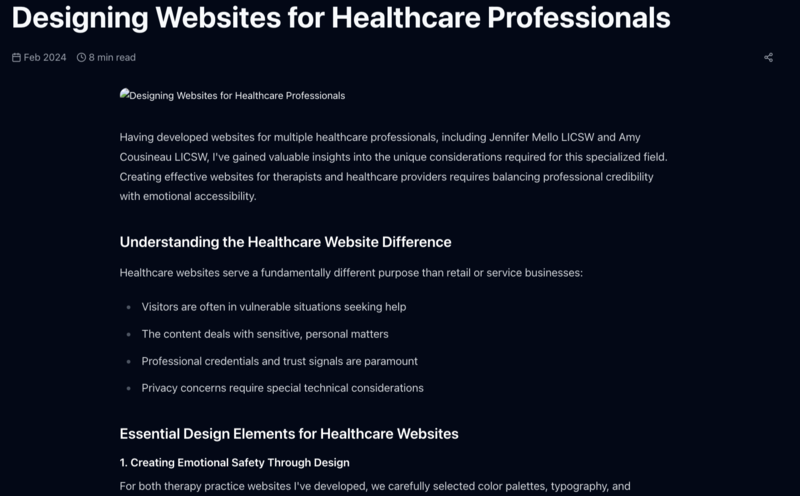 Designing Websites for Healthcare Professionals
Feb 2024 8 min read
Designing Websites for Healthcare Professionals
Having developed websites for multiple healthcare professionals, including Jennifer Mello LICSW and Amy
Cousineau LICSW, I've gained valuable insights into the unique considerations required for this specialized field.
Creating effective websites for therapists and healthcare providers requires balancing professional credibility
with emotional accessibility.
Understanding the Healthcare Website Difference
Healthcare websites serve a fundamentally different purpose than retail or service businesses:
Visitors are often in vulnerable situations seeking help
The content deals with sensitive, personal matters
Professional credentials and trust signals are paramount
Privacy concerns require special technical considerations
Essential Design Elements for Healthcare Websites
1. Creating Emotional Safety Through Design
For both therapy practice websites I've developed, we carefully selected color palettes, typography, and